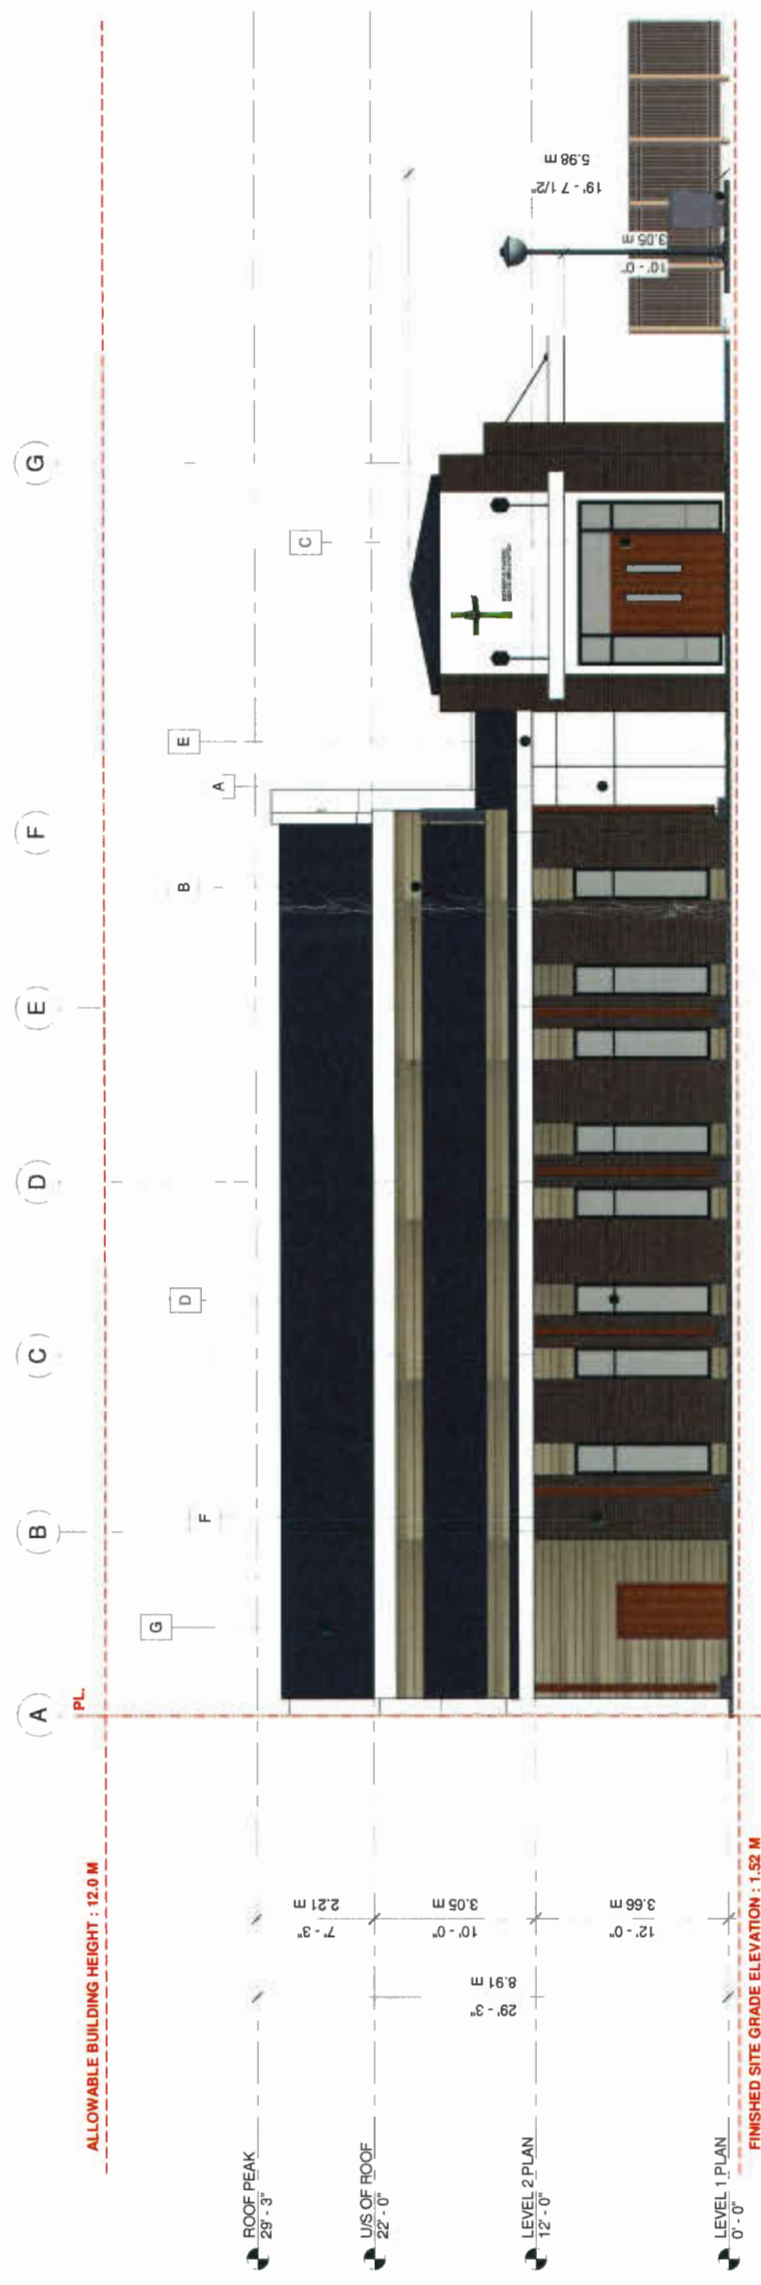 (A)
(B)
(C)
(D)
(E)
(F)
(G)
PL.
ALLOWABLE BUILDING HEIGHT : 12.0 M
G
F
D
B
A
E
C
ROOF PEAK
29' - 3"
7' - 3"
2.21 m
U/S OF ROOF
22' - 0"
10' - 0"
3.05 m
29' - 3"
8.91 m
LEVEL 2 PLAN
12' - 0"
12' - 0"
3.66 m
LEVEL 1 PLAN
0' - 0"
19' - 7 1/2"
5.98 m
10' - 0"
3.05 m
FINISHED SITE GRADE ELEVATION : 1.52 M